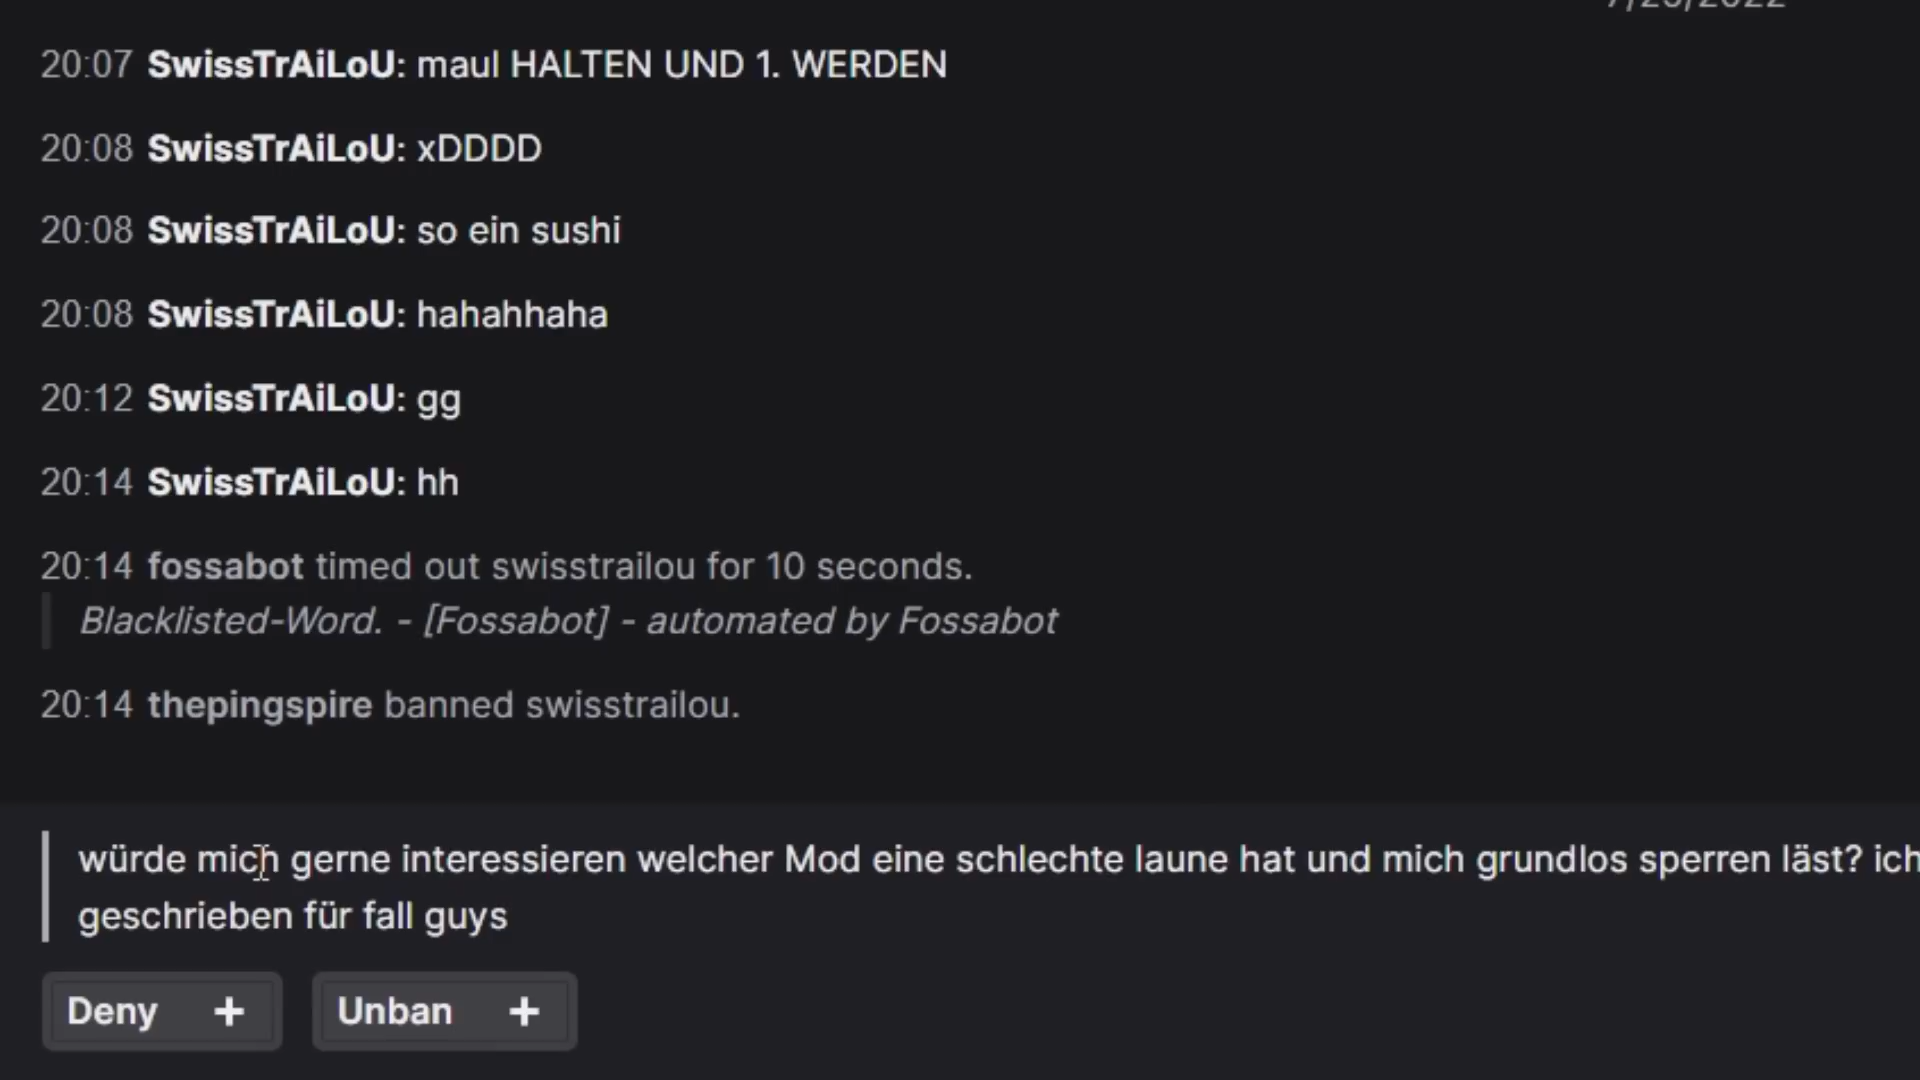 20:07 SwissTrAiLoU: maul HALTEN UND 1. WERDEN
20:08 SwissTrAiLoU: xDDDD
20:08 SwissTrAiLoU: so ein sushi
20:08 SwissTrAiLoU: hahahhaha
20:12 SwissTrAiLoU: gg
20:14 SwissTrAiLoU: hh
20:14 fossabot timed out swisstrailou for 10 seconds.
Blacklisted-Word. - [Fossabot] - automated by Fossabot
20:14 thepingspire banned swisstrailou.
würde mich gerne interessieren welcher Mod eine schlechte laune hat und mich grundlos sperren läst? ich
geschrieben für fall guys
Deny +
Unban +